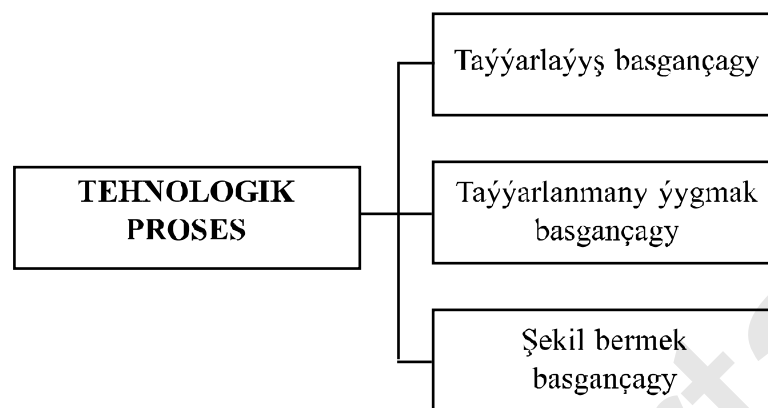 Taýýarlaýyş basgançagy
TEHNOLOGIK
PROSES
Taýýarlanmany ýygmak
basgançagy
Şekil bermek
basgançagy